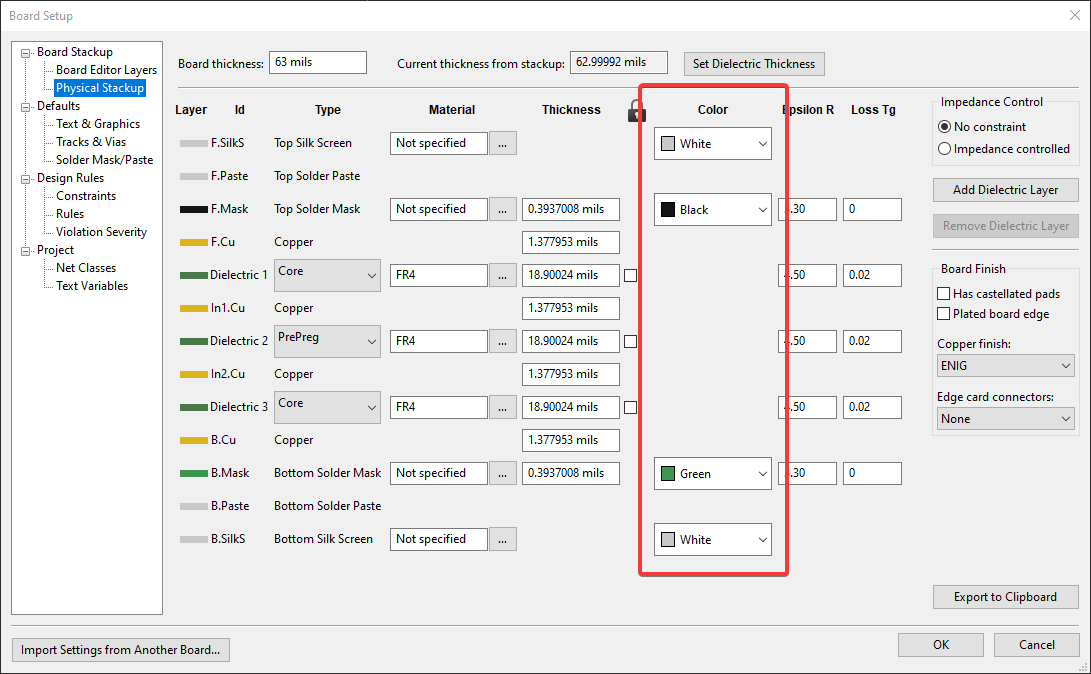 Board Setup
Board Stackup
Board Editor Layers
Physical Stackup
Defaults
Text & Graphics
Tracks & Vias
Solder Mask/Paste
Design Rules
Constraints
Rules
Violation Severity
Project
Net Classes
Text Variables
Board thickness: 63 mils Current thickness from stackup: 62.99992 mils Set Dielectric Thickness
Layer Id Type Material Thickness Color Epsilon R Loss Tg
F.SilkS Top Silk Screen Not specified ... White
F.Paste Top Solder Paste
F.Mask Top Solder Mask Not specified ... 0.3937008 mils Black .30 0
F.Cu Copper 1.377953 mils
Dielectric 1 Core FR4 ... 18.90024 mils .50 0.02
In1.Cu Copper 1.377953 mils
Dielectric 2 PrePreg FR4 ... 18.90024 mils 4.50 0.02
In2.Cu Copper 1.377953 mils
Dielectric 3 Core FR4 ... 18.90024 mils 4.50 0.02
B.Cu Copper 1.377953 mils
B.Mask Bottom Solder Mask Not specified ... 0.3937008 mils Green .30 0
B.Paste Bottom Solder Paste
B.SilkS Bottom Silk Screen Not specified ... White
Impedance Control
No constraint
Impedance controlled
Add Dielectric Layer
Remove Dielectric Layer
Board Finish
Has castellated pads
Plated board edge
Copper finish:
ENIG
Edge card connectors:
None
Export to Clipboard
Import Settings from Another Board... OK Cancel